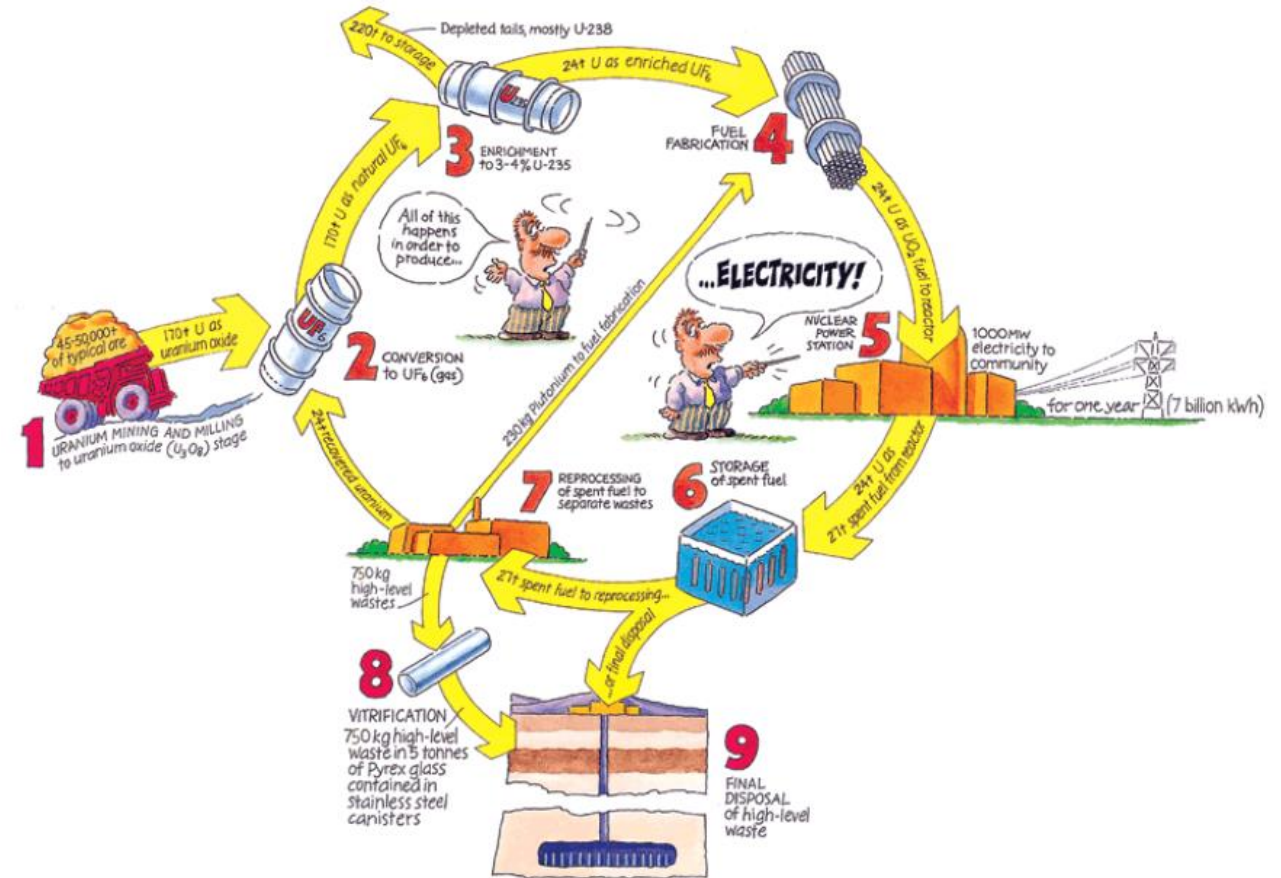 220t to storage
Depleted tails, mostly U-238
24t U as enriched UF₆
U235
3
ENRICHMENT
to 3-4% U-235
FUEL
FABRICATION
4
170t U as natural UF₆
All of this
happens
in order to
produce...
...ELECTRICITY!
24t U as UO₂ fuel to reactor
45-50,000t
of typical ore
170t U as
uranium oxide
UF₆
2
CONVERSION
to UF₆ (gas)
230kg Plutonium to fuel fabrication
NUCLEAR
POWER
STATION
5
1000MW
electricity to
community
for one year
(7 billion kWh)
1
URANIUM MINING AND MILLING
to uranium oxide (U₃O₈) stage
24t recovered uranium
7
REPROCESSING
of spent fuel to
separate wastes
6
STORAGE
of spent fuel
24t U as
27t spent fuel from reactor
750kg
high-level
wastes
27t spent fuel to reprocessing...
...or final disposal
8
VITRIFICATION
750 kg high-level
waste in 5 tonnes
of Pyrex glass
contained in
stainless steel
canisters
9
FINAL
DISPOSAL
of high-level
waste